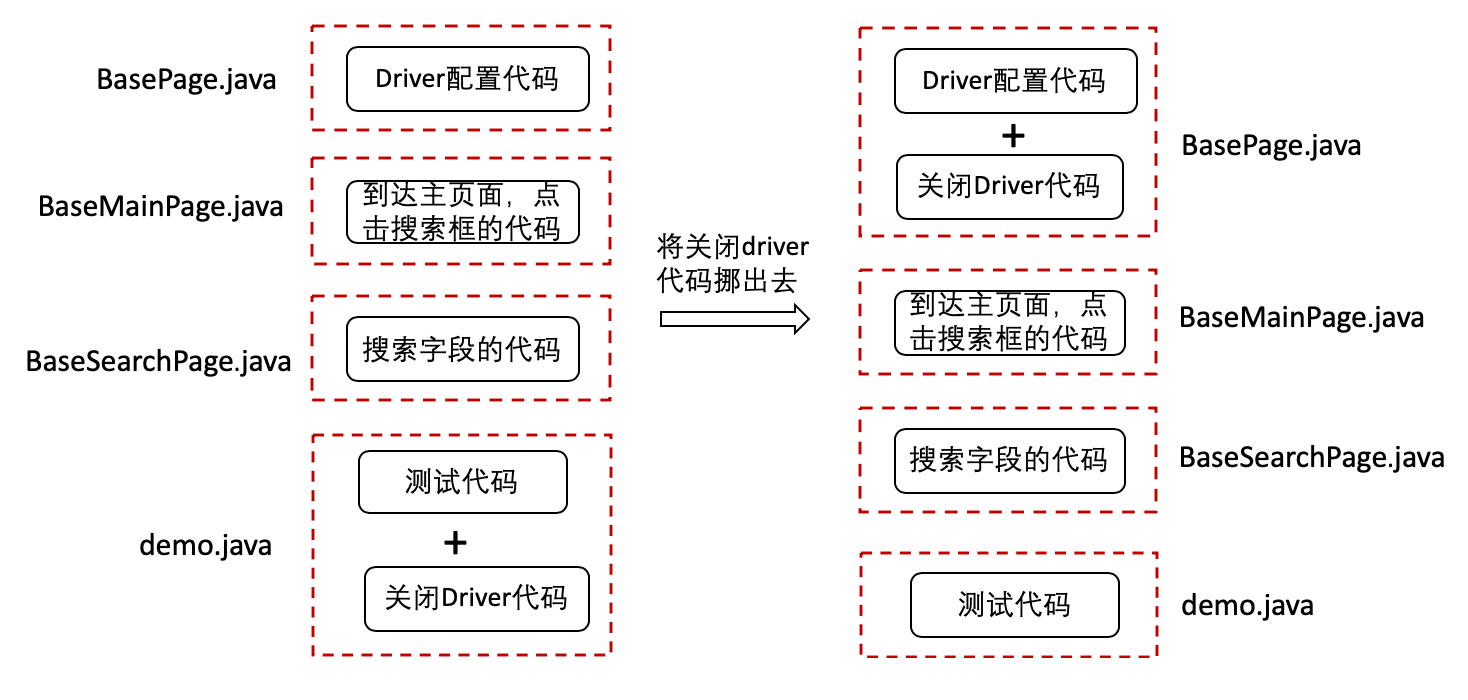 BasePage.java
Driver配置代码
BaseMainPage.java
到达主页面，点
击搜索框的代码
BaseSearchPage.java
搜索字段的代码
demo.java
测试代码
+
关闭Driver代码
将关闭driver
代码挪出去
Driver配置代码
+
关闭Driver代码
BasePage.java
到达主页面，点
击搜索框的代码
BaseMainPage.java
搜索字段的代码
BaseSearchPage.java
测试代码
demo.java